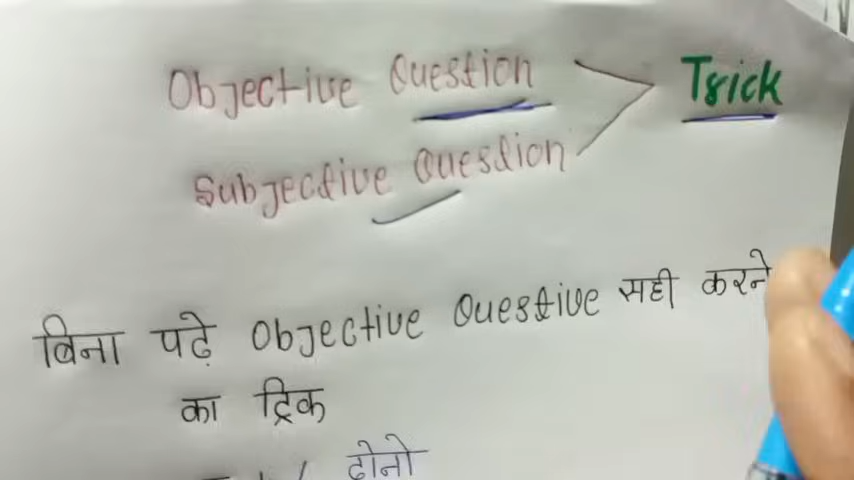 Objective Question Trick
Subjective Question
बिना पढ़े Objective Questive सही करने
का ट्रिक
दोनो